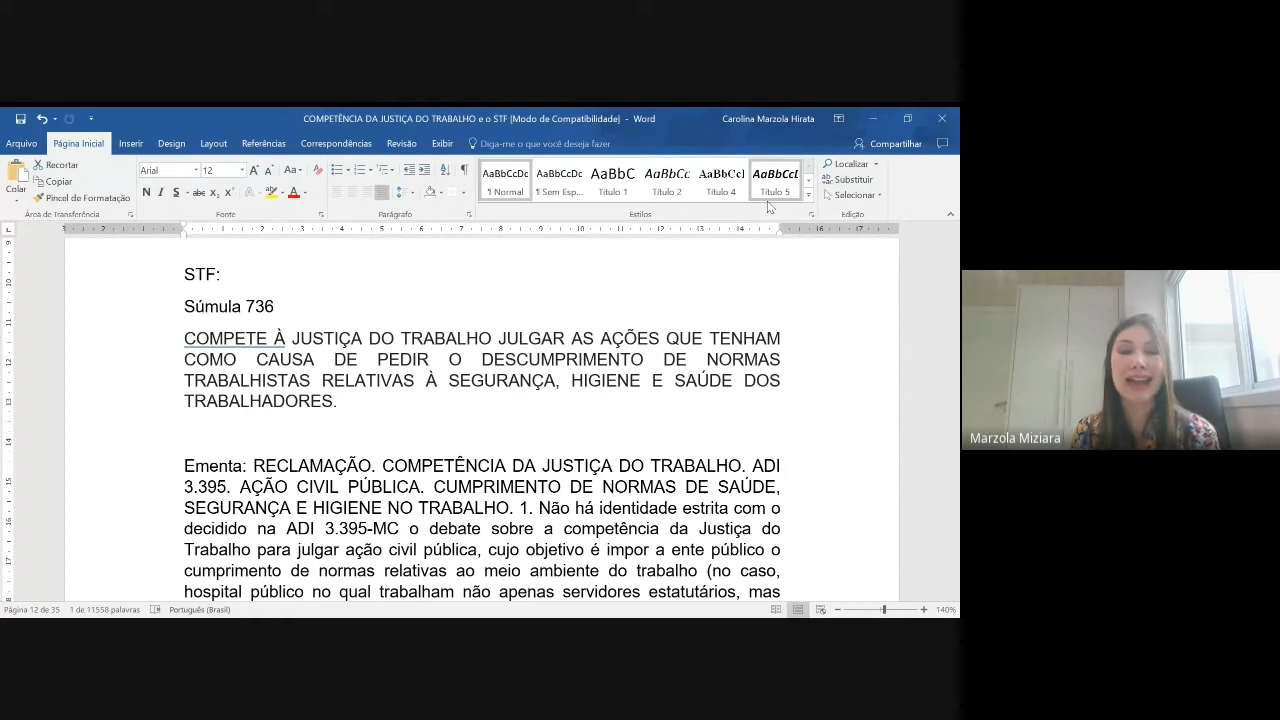 COMPETÊNCIA DA JUSTIÇA DO TRABALHO e o STF [Modo de Compatibilidade] - Word
Carolina Marzola Hirata
Arquivo
Página Inicial
Inserir
Design
Layout
Referências
Correspondências
Revisão
Exibir
Diga-me o que você deseja fazer
Compartilhar
Colar
Recortar
Copiar
Pincel de Formatação
Área de Transferência
Arial
12
Fonte
Parágrafo
AaBbCcDc
¶ Normal
AaBbCcDc
¶ Sem Esp...
AaBbC
Título 1
AaBbCc
Título 2
AaBbCcI
Título 4
AaBbCcL
Título 5
Estilos
Localizar
Substituir
Selecionar
Edição
STF:
Súmula 736
COMPETE À JUSTIÇA DO TRABALHO JULGAR AS AÇÕES QUE TENHAM
COMO CAUSA DE PEDIR O DESCUMPRIMENTO DE NORMAS
TRABALHISTAS RELATIVAS À SEGURANÇA, HIGIENE E SAÚDE DOS
TRABALHADORES.
Ementa: RECLAMAÇÃO. COMPETÊNCIA DA JUSTIÇA DO TRABALHO. ADI
3.395. AÇÃO CIVIL PÚBLICA. CUMPRIMENTO DE NORMAS DE SAÚDE,
SEGURANÇA E HIGIENE NO TRABALHO. 1. Não há identidade estrita com o
decidido na ADI 3.395-MC o debate sobre a competência da Justiça do
Trabalho para julgar ação civil pública, cujo objetivo é impor a ente público o
cumprimento de normas relativas ao meio ambiente do trabalho (no caso,
hospital público no qual trabalham não apenas servidores estatutários, mas
Página 12 de 35
1 de 11558 palavras
Português (Brasil)
140%
Marzola Miziara